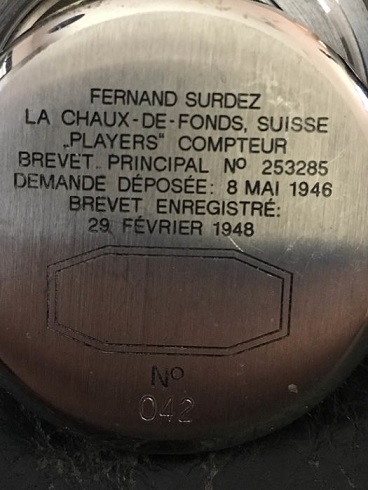 FERNAND SURDEZ
LA CHAUX-DE-FONDS, SUISSE
„PLAYERS“ COMPTEUR
BREVET PRINCIPAL Nº 253285
DEMANDE DÉPOSÉE: 8 MAI 1946
BREVET ENREGISTRÉ:
29 FÉVRIER 1948
Nº
042